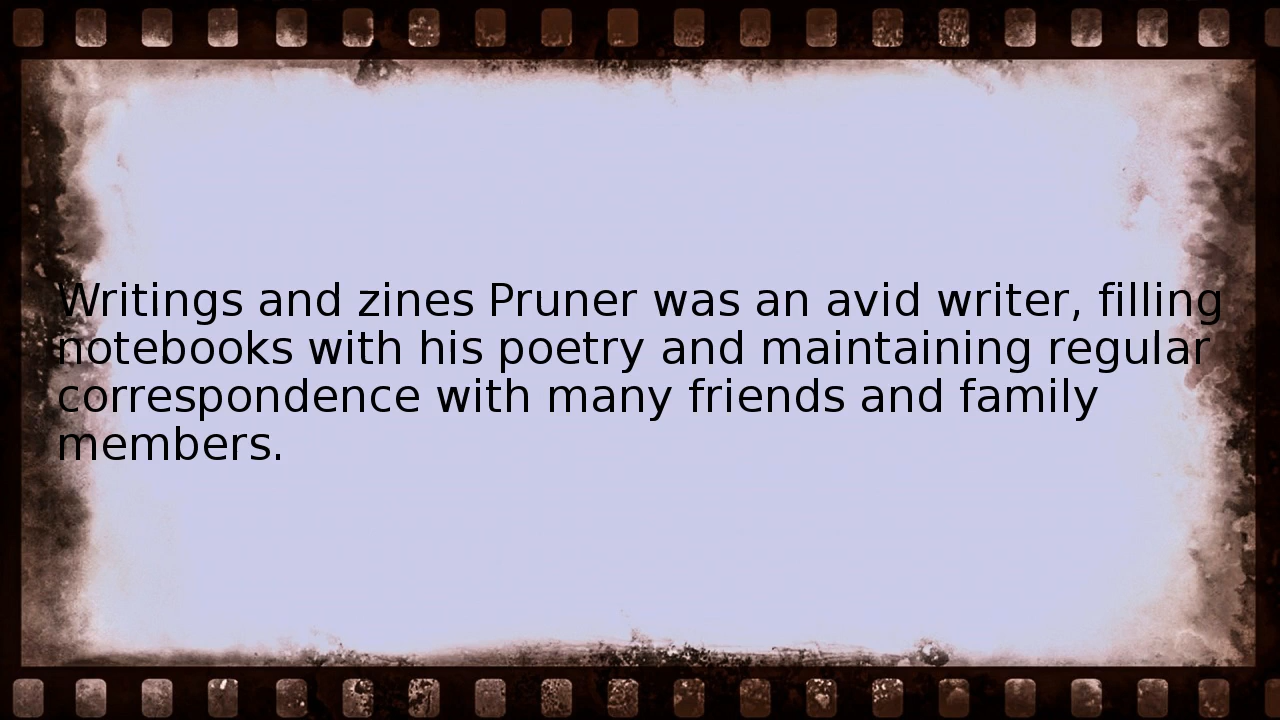 Writings and zines Pruner was an avid writer, filling
notebooks with his poetry and maintaining regular
correspondence with many friends and family
members.